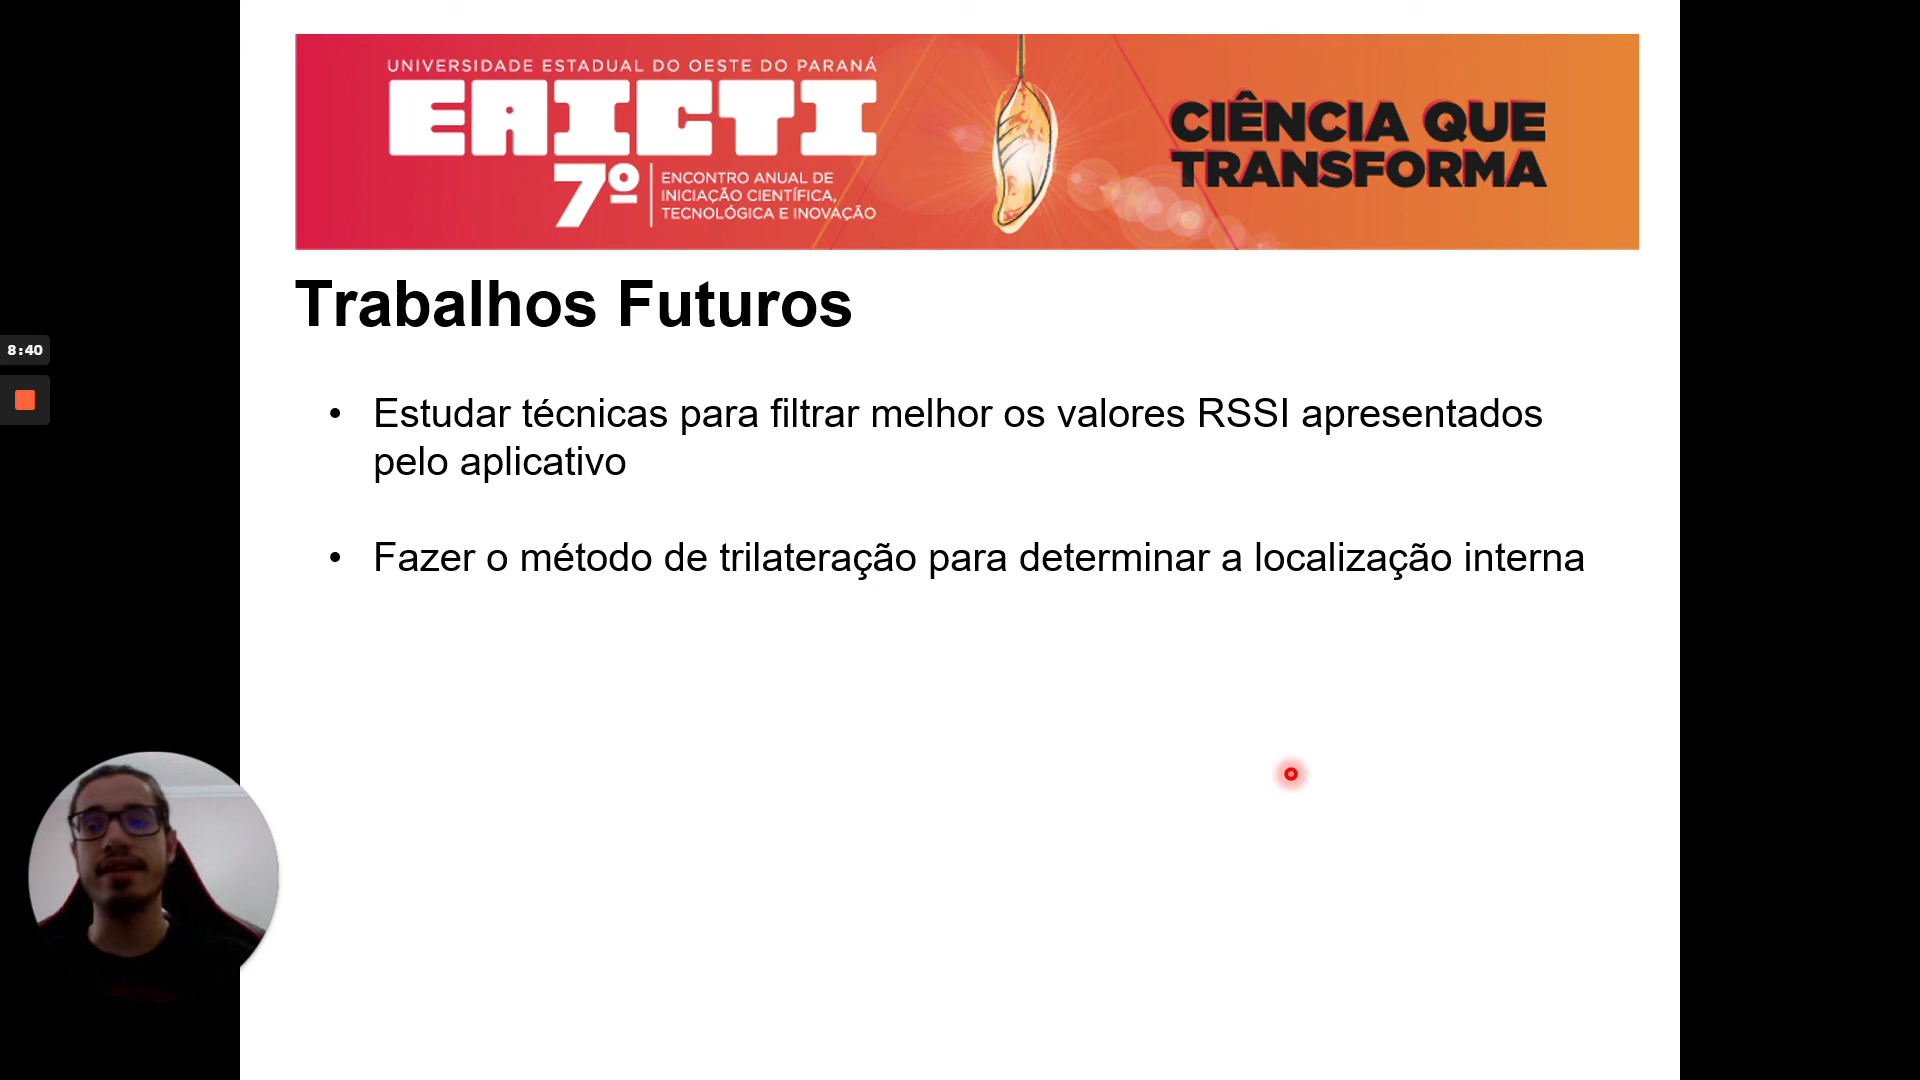 UNIVERSIDADE ESTADUAL DO OESTE DO PARANÁ
EAICTI
7º
ENCONTRO ANUAL DE
INICIAÇÃO CIENTÍFICA,
TECNOLÓGICA E INOVAÇÃO
CIÊNCIA QUE
TRANSFORMA
Trabalhos Futuros
8:40
• Estudar técnicas para filtrar melhor os valores RSSI apresentados
pelo aplicativo
• Fazer o método de trilateração para determinar a localização interna